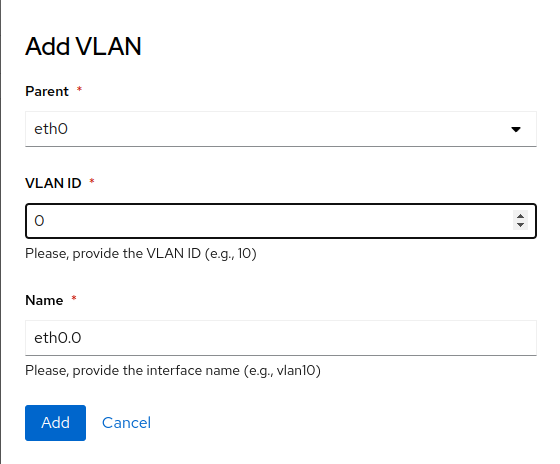 Add VLAN
Parent *
eth0
VLAN ID *
0
Please, provide the VLAN ID (e.g., 10)
Name *
eth0.0
Please, provide the interface name (e.g., vlan10)
Add Cancel